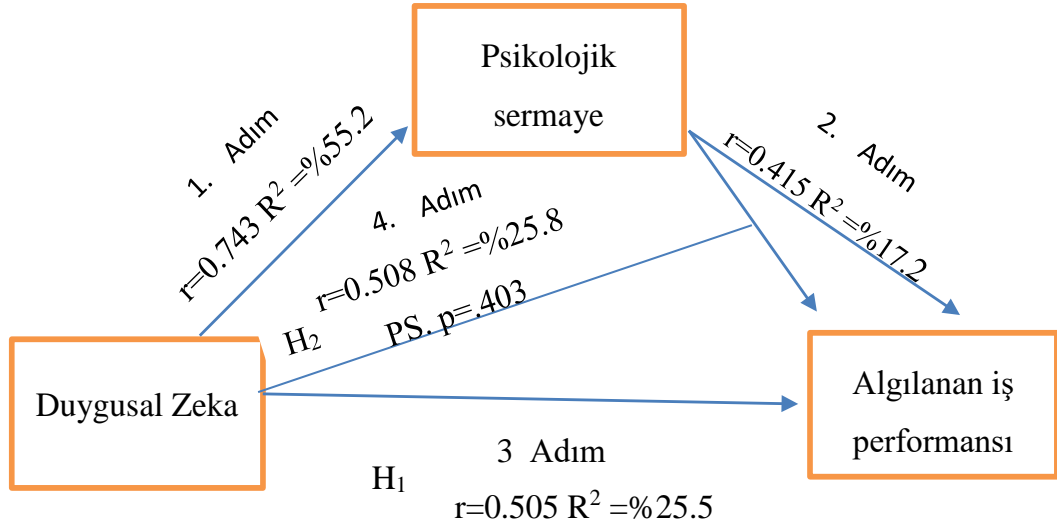 Psikolojik
sermaye
1. Adım
r=0.743 R² =%55.2
2. Adım
r=0.415 R² =%17.2
4. Adım
r=0.508 R² =%25.8
H₂ PS. p=.403
Duygusal Zeka
Algılanan iş
performansı
3 Adım
H₁
r=0.505 R² =%25.5